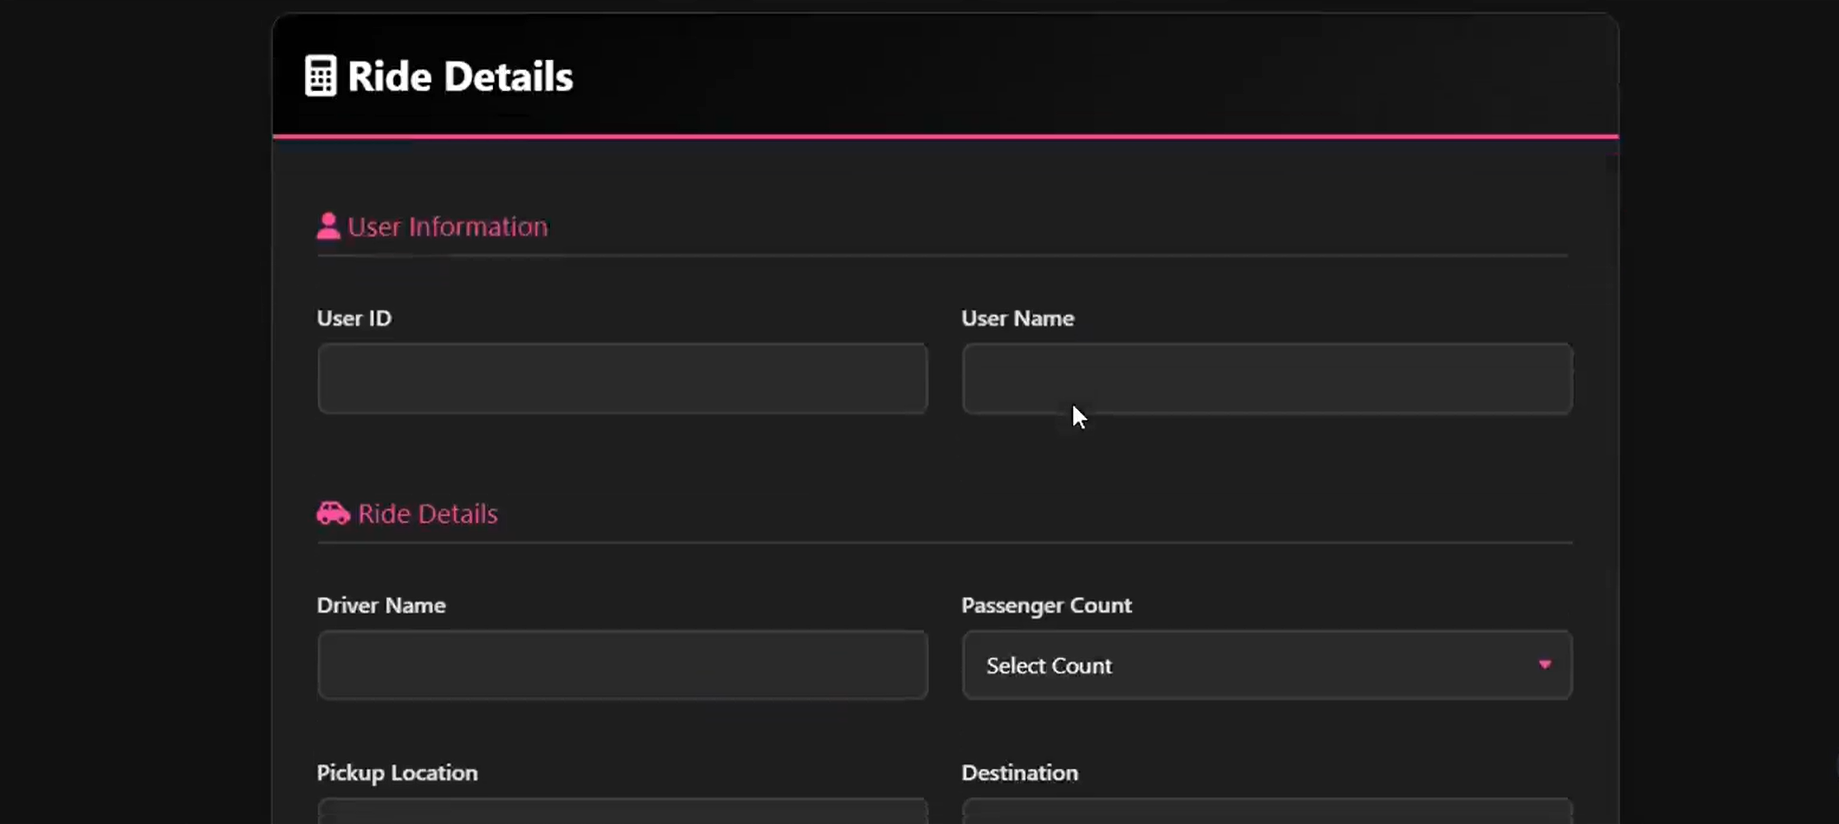 Ride Details
User Information
User ID
User Name
Ride Details
Driver Name
Passenger Count
Select Count
Pickup Location
Destination